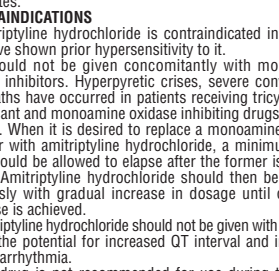 tes.
AINDICATIONS
riptyline hydrochloride is contraindicated in
ve shown prior hypersensitivity to it.
ould not be given concomitantly with mo
inhibitors. Hyperpyretic crises, severe con
ths have occurred in patients receiving tricy
ant and monoamine oxidase inhibiting drugs
. When it is desired to replace a monoamine
r with amitriptyline hydrochloride, a minimu
ould be allowed to elapse after the former is
Amitriptyline hydrochloride should then be
sly with gradual increase in dosage until o
se is achieved.
iptyline hydrochloride should not be given with
the potential for increased QT interval and i
arrhythmia.
drug is not recommended for use during t